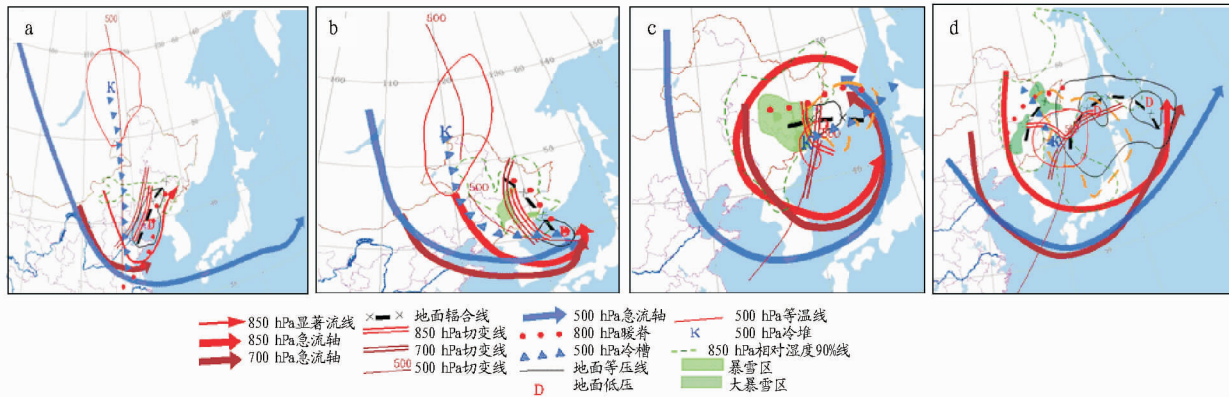 a
b
c
d
500
500
500
K
K
K
K
D
D
D
100
110
850 hPa显著流线
地面辐合线
500 hPa急流轴
500 hPa等温线
850 hPa急流轴
850 hPa切变线
800 hPa暖脊
K 500 hPa冷堆
700 hPa急流轴
700 hPa切变线
500 hPa冷槽
850 hPa相对湿度90%线
500 500 hPa切变线
地面等压线
暴雪区
D 地面低压
大暴雪区